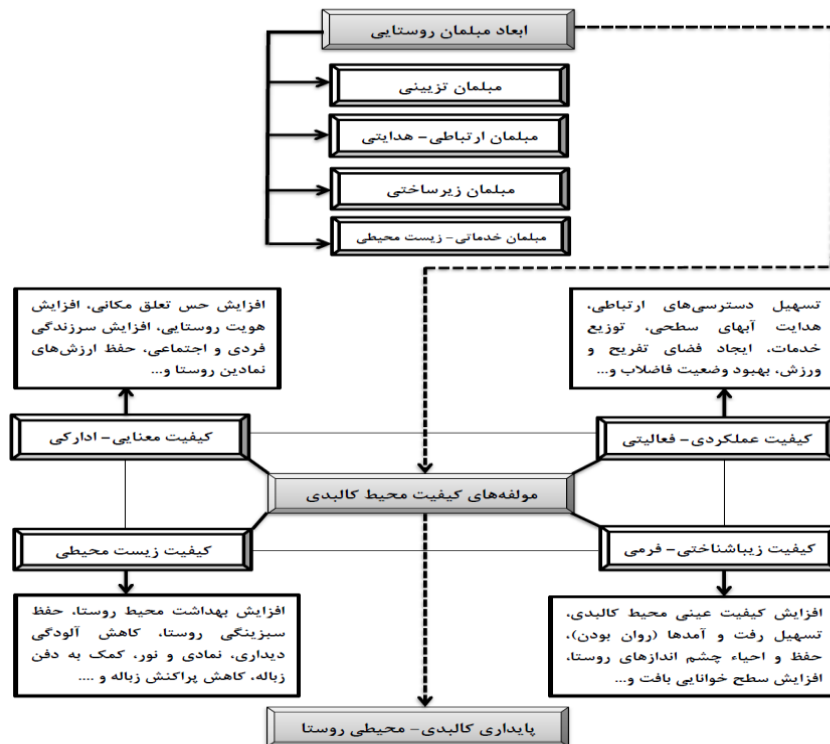 ابعاد مبلمان روستایی
مبلمان تزیینی
مبلمان ارتباطی- هدایتی
مبلمان زیرساختی
مبلمان خدماتی- زیست محیطی
تسهیل دسترسی‌های ارتباطی،
هدایت آبهای سطحی، توزیع
خدمات، ایجاد فضای تفریح و
ورزش، بهبود وضعیت فاضلاب و...
افزایش حس تعلق مکانی، افزایش
هویت روستایی، افزایش سرزندگی
فردی و اجتماعی، حفظ ارزش‌های
نمادین روستا و...
کیفیت عملکردی- فعالیتی
کیفیت معنایی- ادارکی
مولفه‌های کیفیت محیط کالبدی
کیفیت زیباشناختی- فرمی
کیفیت زیست محیطی
افزایش کیفیت عینی محیط کالبدی،
تسهیل رفت و آمدها (روان بودن)،
حفظ و احیاء چشم اندازهای روستا،
افزایش سطح خوانایی بافت و...
افزایش بهداشت محیط روستا، حفظ
سبزینگی روستا، کاهش آلودگی
دیداری، نمادی و نور، کمک به دفن
زباله، کاهش پراکنش زباله و ....
پایداری کالبدی- محیطی روستا